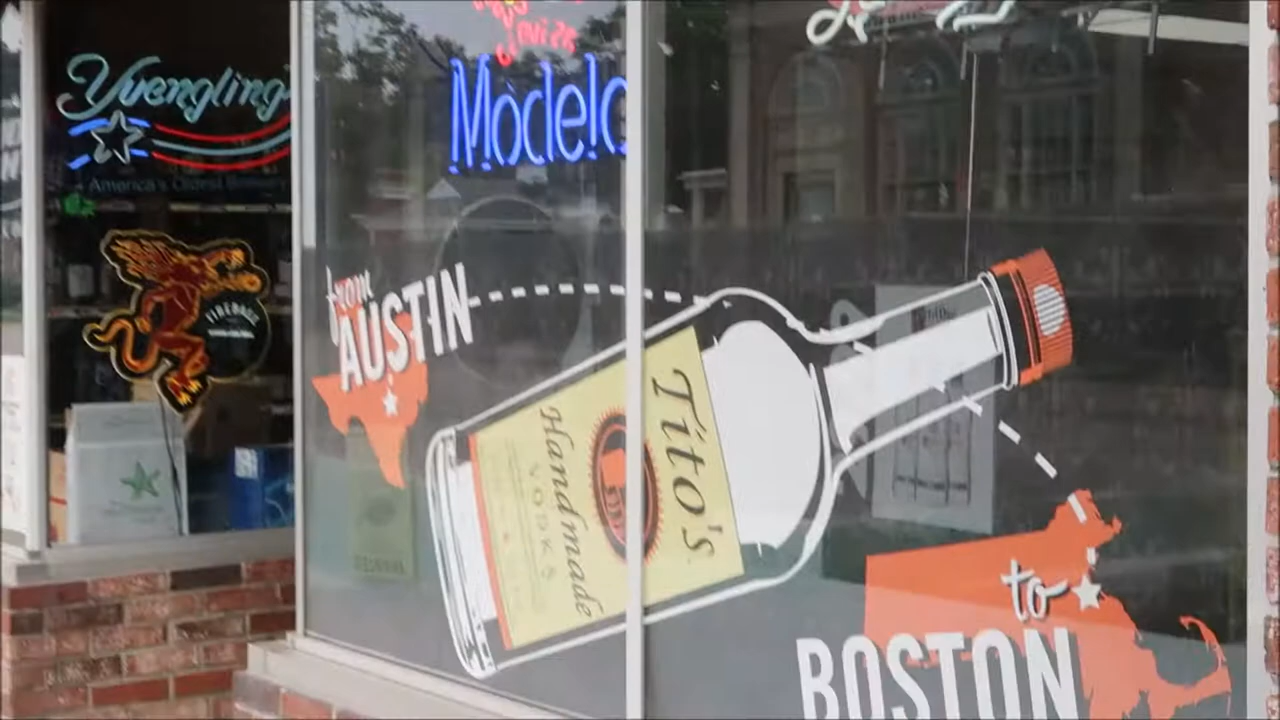 Yuengling
America's Oldest Brewery
FIREBALL
Modelo
from
AUSTIN
Tito's
Handmade
VODKA
to
BOSTON